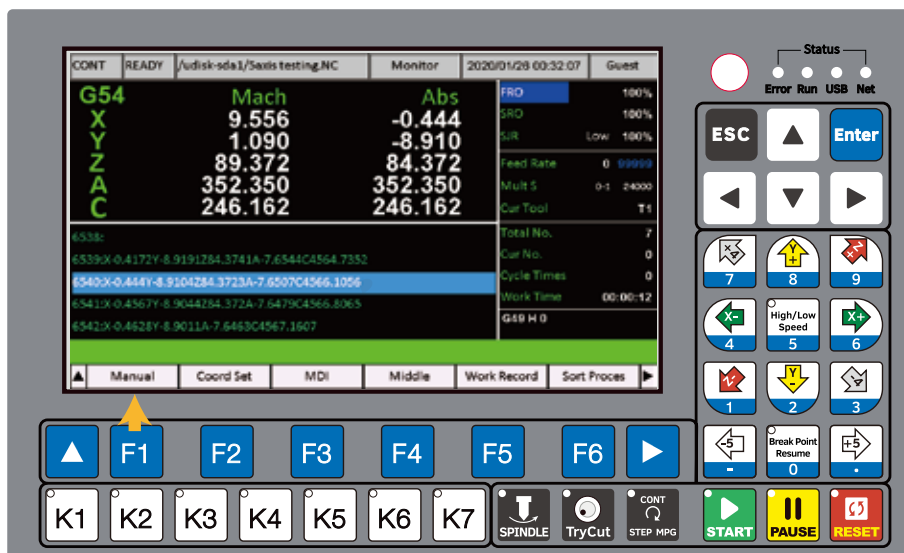 CONT READY /udisk-sda1/5axis testing.NC Monitor 2020/01/26 00:32:07 Guest
G54 Mach Abs
X 9.556 -0.444
Y 1.090 -8.910
Z 89.372 84.372
A 352.350 352.350
C 246.162 246.162
FRO 100%
SRO 100%
SJR Low 100%
Feed Rate 0 99999
Mult S 0-1 24000
Cur Tool T1
Total No. 7
Cur No. 0
Cycle Times 0
Work Time 00:00:12
G49 H 0
6538:
6539:X-0.4172Y-8.9191Z84.3741A-7.6544C4564.7352
6540:X-0.444Y-8.9104Z84.3723A-7.6507C4566.1056
6541:X-0.4567Y-8.9044Z84.372A-7.6479C4566.8065
6542:X-0.4628Y-8.9011A-7.6463C4567.1607
Manual Coord Set MDI Middle Work Record Sort Proces
F1 F2 F3 F4 F5 F6
K1 K2 K3 K4 K5 K6 K7
SPINDLE TryCut CONT
STEP MPG
Status
Error Run USB Net
ESC Enter
7 Y+ 8 Z 9
X- 4 High/Low
Speed
5 X+ 6
Z 1 Y- 2 3
-5 - Break Point
Resume
0 +5 .
START PAUSE RESET